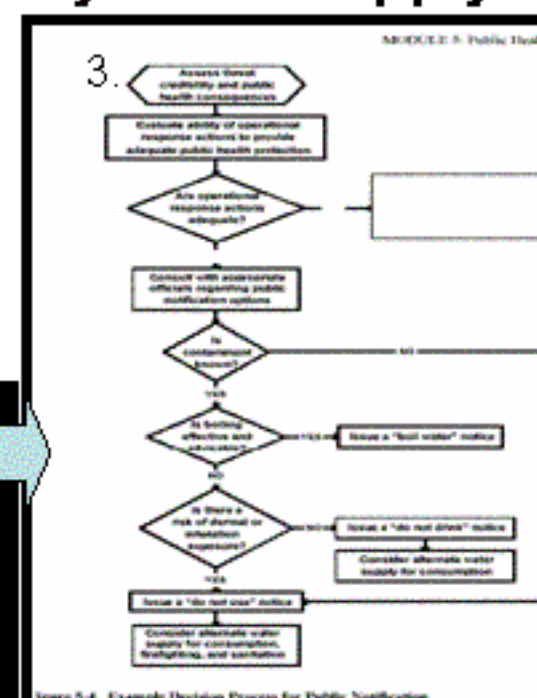 3.
MODULE 5: Public Heal
Assess threat
credibility and public
health consequences
Evaluate ability of operational
response actions to provide
adequate public health protection
Are operational
response actions
adequate?
Consult with appropriate
officials regarding public
notification options
Is
contaminant
known?
NO
YES
Is boiling
effective and
advisable?
YES
Issue a "boil water" notice
NO
Is there a
risk of dermal or
inhalation
exposure?
NO
Issue a "do not drink" notice
Consider alternate water
supply for consumption
YES
Issue a "do not use" notice
Consider alternate water
supply for consumption,
firefighting, and sanitation
Example Decision Process for Public Notification